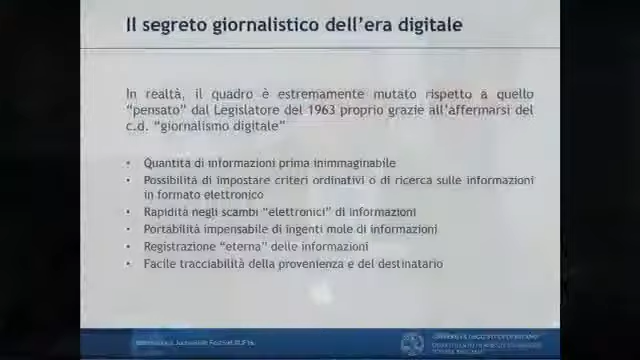 Il segreto giornalistico dell'era digitale
In realtà, il quadro è estremamente mutato rispetto a quello
"pensato" dal Legislatore del 1963 proprio grazie all'affermarsi del
c.d. "giornalismo digitale"
• Quantità di informazioni prima inimmaginabile
• Possibilità di impostare criteri ordinativi o di ricerca sulle informazioni
in formato elettronico
• Rapidità negli scambi "elettronici" di informazioni
• Portabilità impensabile di ingenti mole di informazioni
• Registrazione "eterna" delle informazioni
• Facile tracciabilità della provenienza e del destinatario